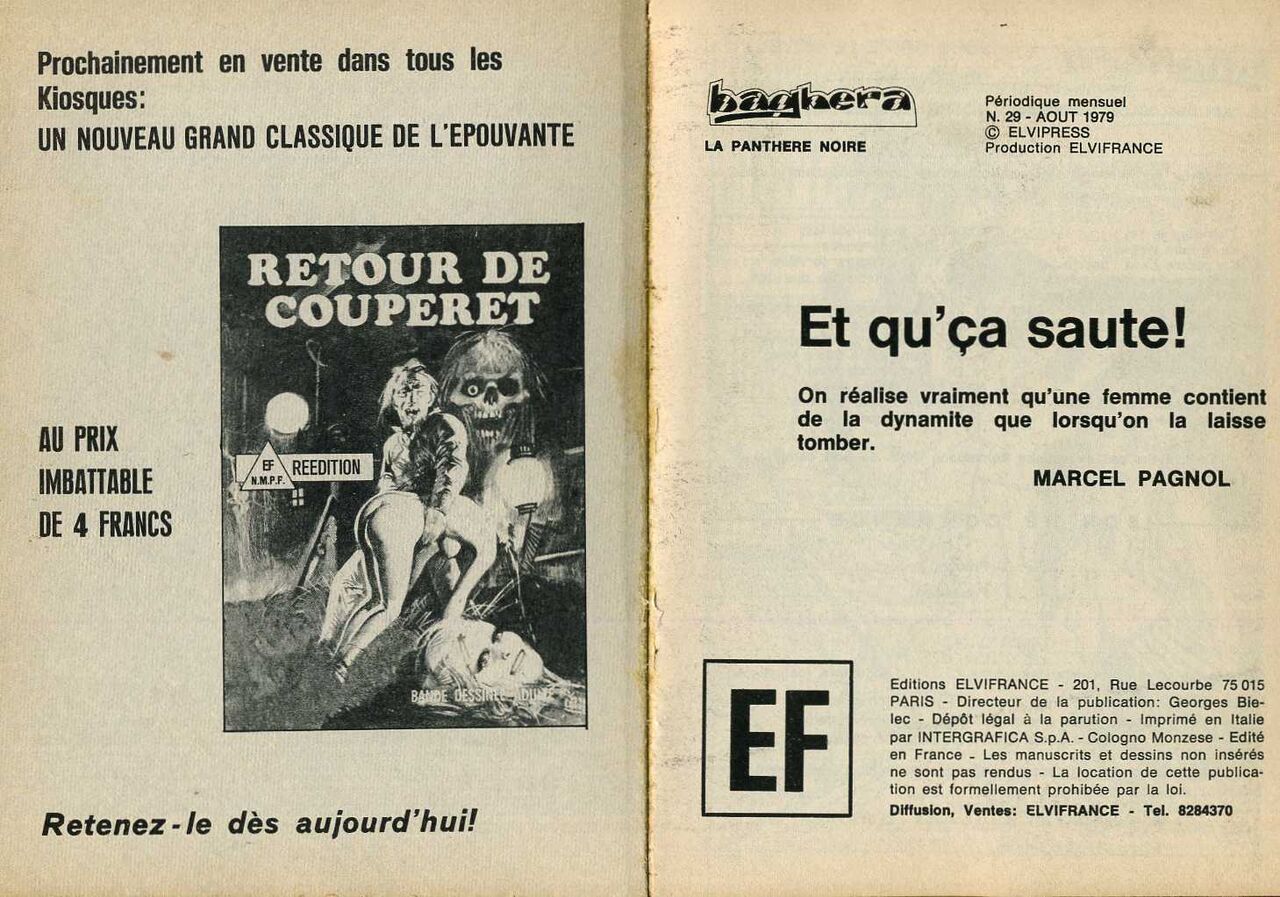 Prochainement en vente dans tous les
Kiosques:
UN NOUVEAU GRAND CLASSIQUE DE L'EPOUVANTE
RETOUR DE
COUPERET
EF
N.M.P.F.
REEDITION
AU PRIX
IMBATTABLE
DE 4 FRANCS
BANDE DESSINEE ADULTE
Retenez-le dès aujourd'hui!
baghera
LA PANTHERE NOIRE
Périodique mensuel
N. 29 - AOUT 1979
© ELVIPRESS
Production ELVIFRANCE
Et qu'ça saute!
On réalise vraiment qu'une femme contient
de la dynamite que lorsqu'on la laisse
tomber.
MARCEL PAGNOL
EF
Editions ELVIFRANCE - 201, Rue Lecourbe 75 015
PARIS - Directeur de la publication: Georges Bie-
lec - Dépôt légal à la parution - Imprimé en Italie
par INTERGRAFICA S.p.A. - Cologno Monzese - Edité
en France - Les manuscrits et dessins non insérés
ne sont pas rendus - La location de cette publica-
tion est formellement prohibée par la loi.
Diffusion, Ventes: ELVIFRANCE - Tel. 8284370